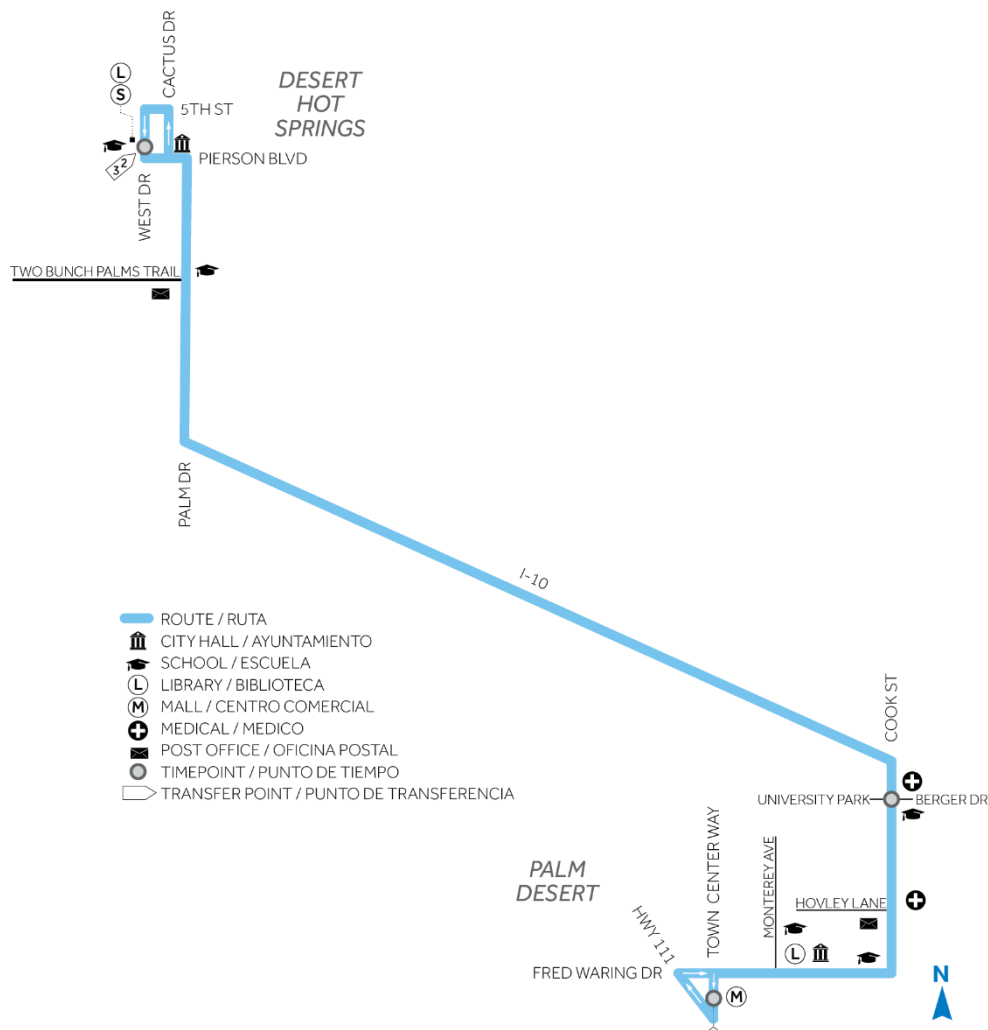 CACTUS DR
L
S
5TH ST
DESERT
HOT
SPRINGS
PIERSON BLVD
3 2
WEST DR
TWO BUNCH PALMS TRAIL
PALM DR
I-10
ROUTE / RUTA
CITY HALL / AYUNTAMIENTO
SCHOOL / ESCUELA
L LIBRARY / BIBLIOTECA
M MALL / CENTRO COMERCIAL
MEDICAL / MEDICO
POST OFFICE / OFICINA POSTAL
TIMEPOINT / PUNTO DE TIEMPO
TRANSFER POINT / PUNTO DE TRANSFERENCIA
COOK ST
UNIVERSITY PARK
BERGER DR
PALM
DESERT
TOWN CENTER WAY
MONTEREY AVE
HOVLEY LANE
HWY 111
L
FRED WARING DR
M
N